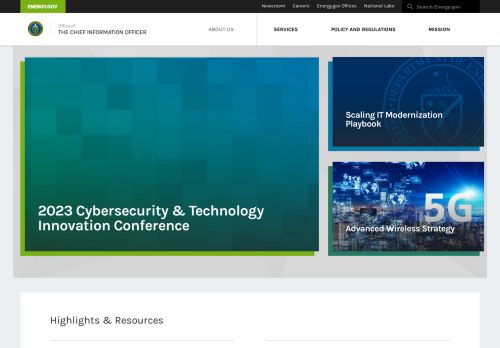 ENERGY.GOV
Newsroom
Careers
Energy.gov Offices
National Labs
Search Energy.gov
Office of
THE CHIEF INFORMATION OFFICER
ABOUT US
SERVICES
POLICY AND REGULATIONS
MISSION
2023 Cybersecurity & Technology
Innovation Conference
Scaling IT Modernization
Playbook
5G
Advanced Wireless Strategy
Highlights & Resources